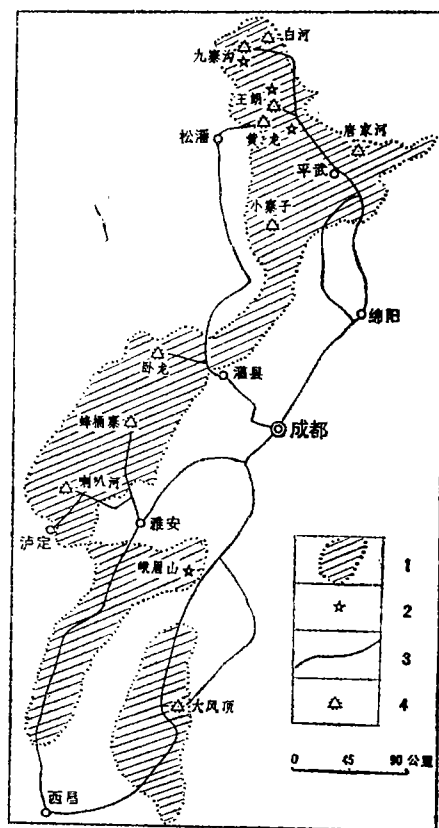 白河
九寨沟
王朗
唐家河
松潘
黄龙
平武
小寨子
绵阳
卧龙
灌县
蜂桶寨
成都
喇叭河
雅安
泸定
峨眉山
1
2
3
大风顶
4
0 45 90 公里
西昌